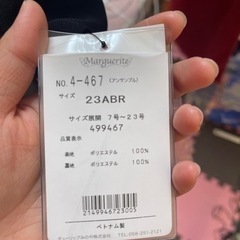 Marguerite
NO. 4-467 (アンサンブル)
サイズ
23ABR
サイズ展開 7号～23号
499467
品質表示
表地 ポリエステル 100%
裏地 ポリエステル 100%
2149946723005
ベトナム製